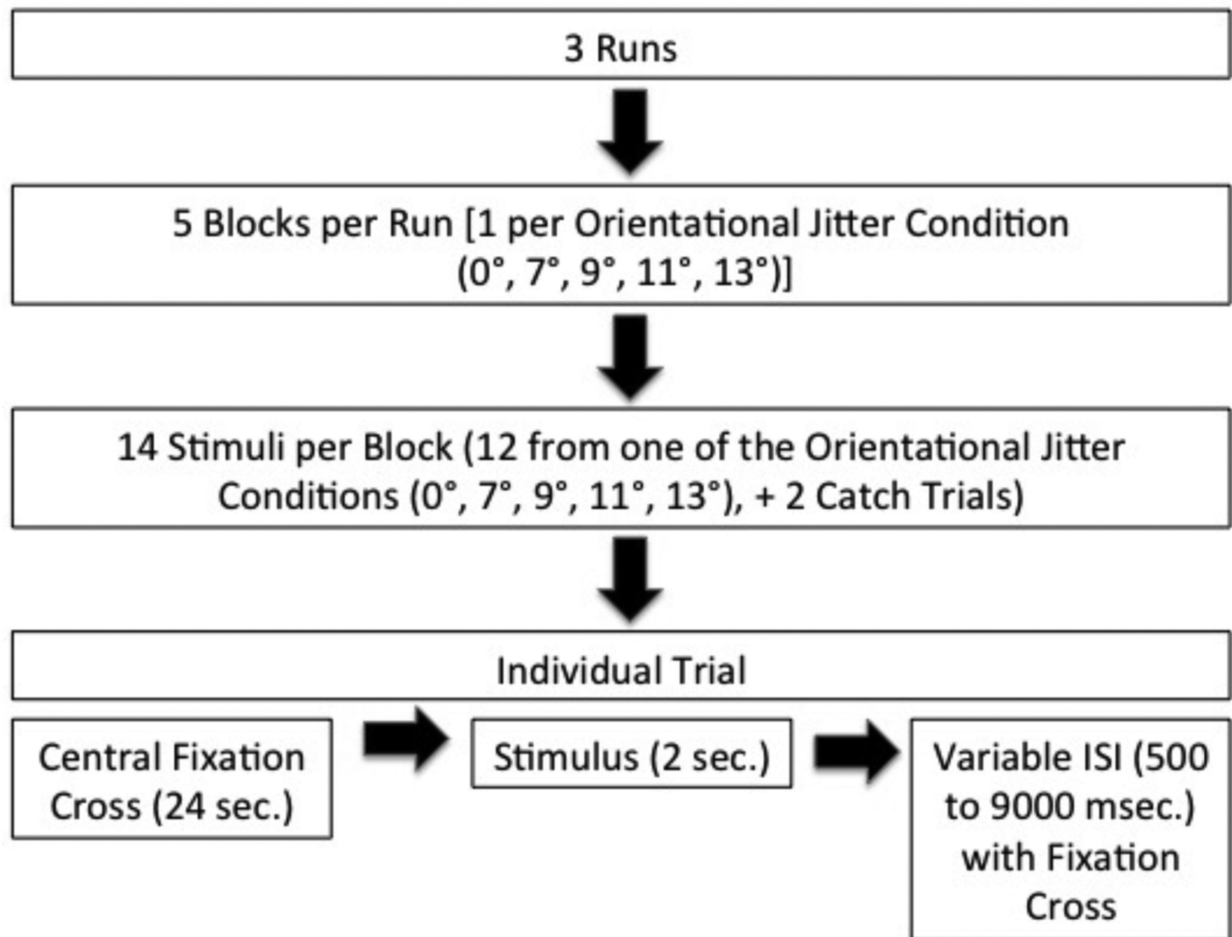 3 Runs
5 Blocks per Run [1 per Orientational Jitter Condition
(0°, 7°, 9°, 11°, 13°)]
14 Stimuli per Block (12 from one of the Orientational Jitter
Conditions (0°, 7°, 9°, 11°, 13°), + 2 Catch Trials)
Individual Trial
Central Fixation
Cross (24 sec.)
Stimulus (2 sec.)
Variable ISI (500
to 9000 msec.)
with Fixation
Cross